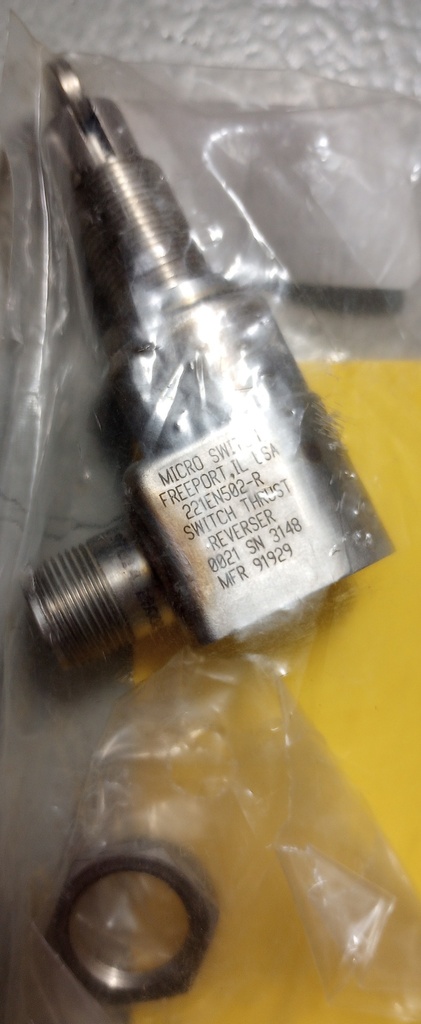 MICRO SWITCH
FREEPORT, IL USA
221EN502-R
SWITCH THRUST
REVERSER
0021 SN 3148
MFR 91929